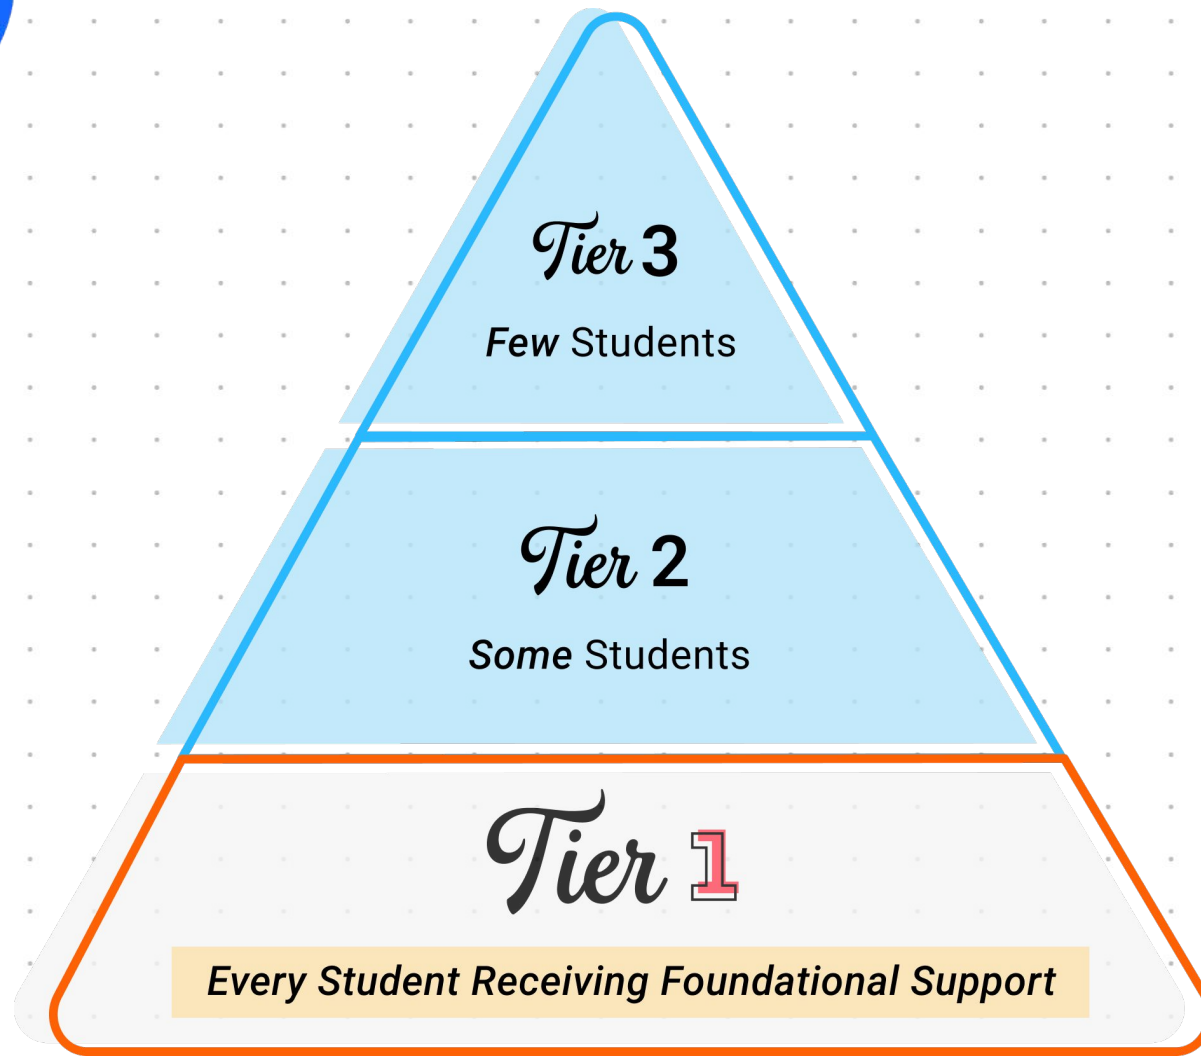 Tier 3
Few Students
Tier 2
Some Students
Tier 1
Every Student Receiving Foundational Support